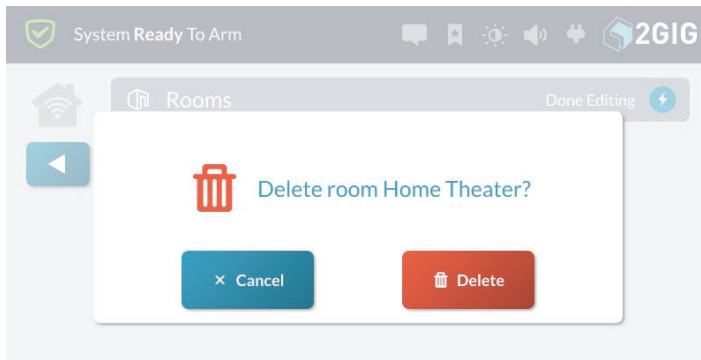 System Ready To Arm
2GIG
Rooms
Done Editing
Delete room Home Theater?
× Cancel
Delete